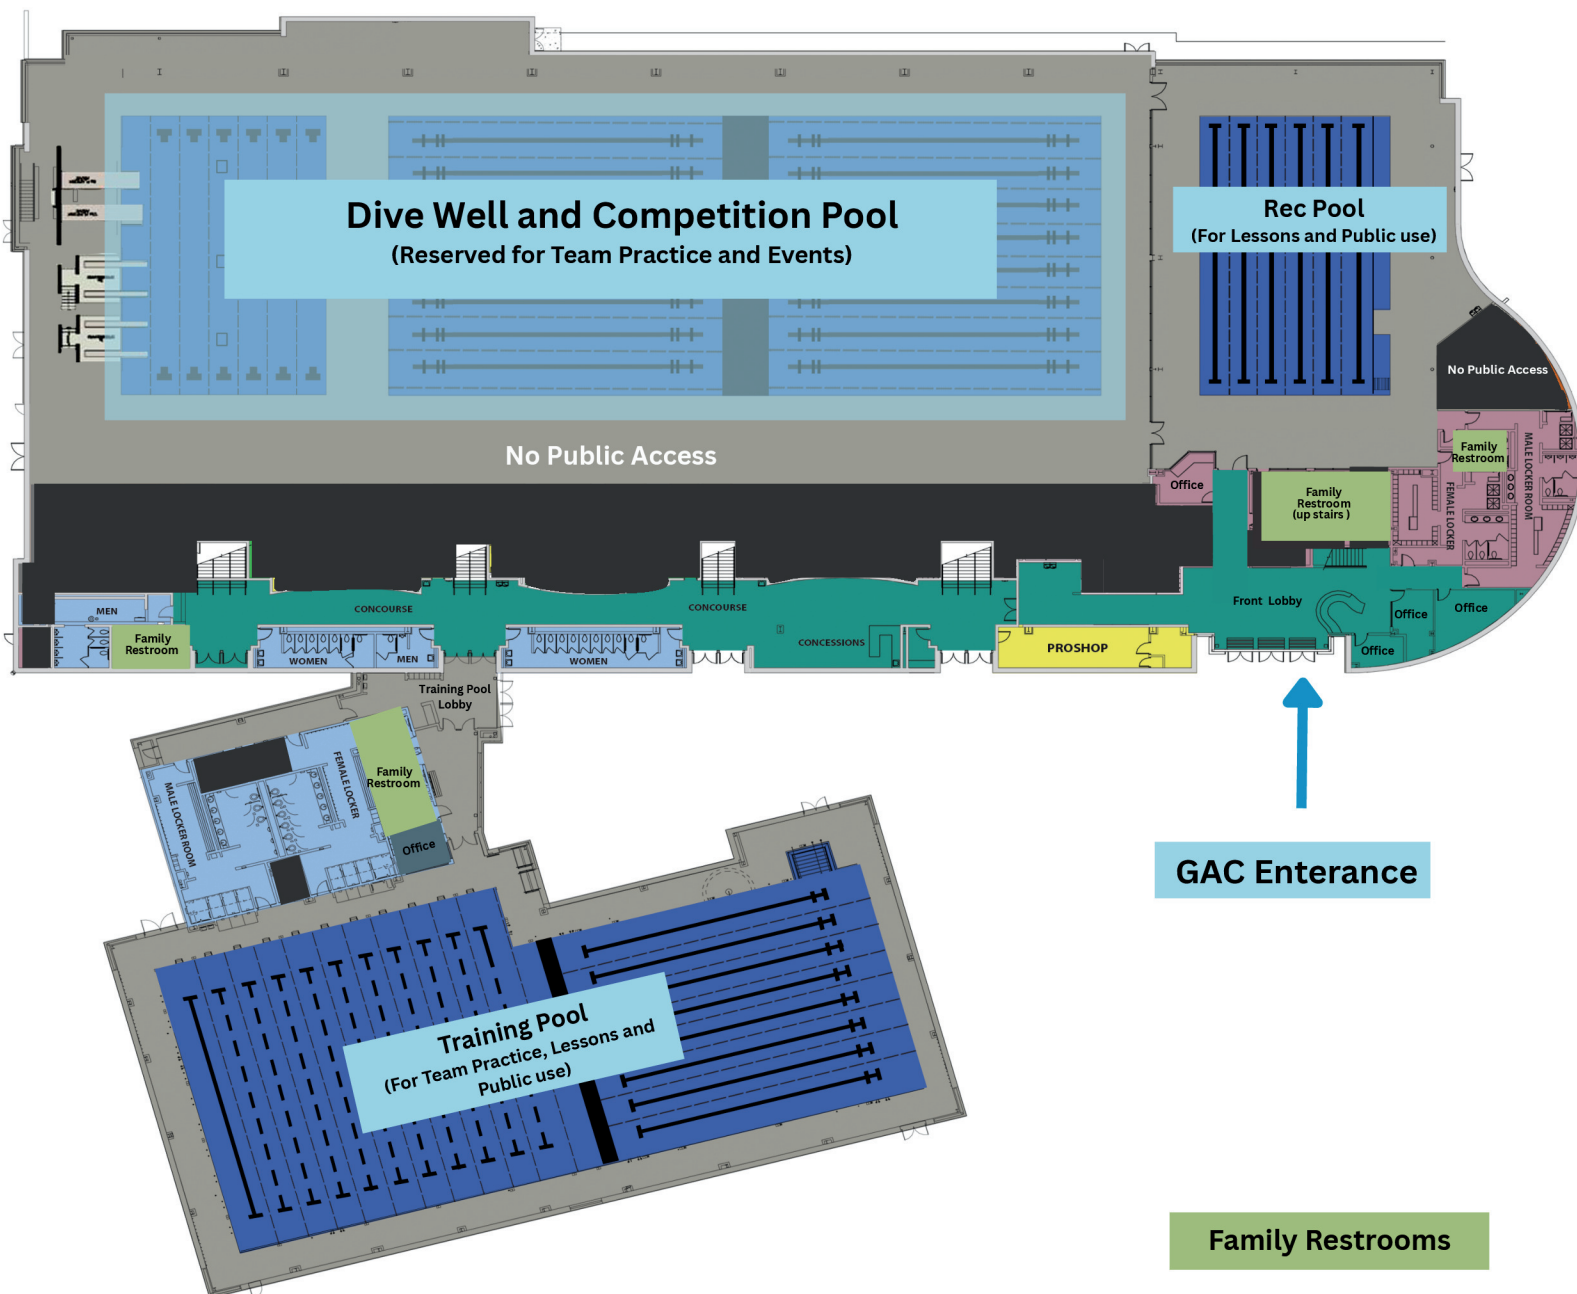 Dive Well and Competition Pool
(Reserved for Team Practice and Events)
Rec Pool
(For Lessons and Public use)
No Public Access
No Public Access
Family
Restroom
MALE LOCKER ROOM
FEMALE LOCKER
Office
Family
Restroom
(up stairs )
MEN
Family
Restroom
CONCOURSE
WOMEN
MEN
CONCOURSE
WOMEN
CONCESSIONS
PROSHOP
Front Lobby
Office
Office
Office
Training Pool
Lobby
Family
Restroom
FEMALE LOCKER
MALE LOCKER ROOM
Office
GAC Enterance
Training Pool
(For Team Practice, Lessons and
Public use)
Family Restrooms